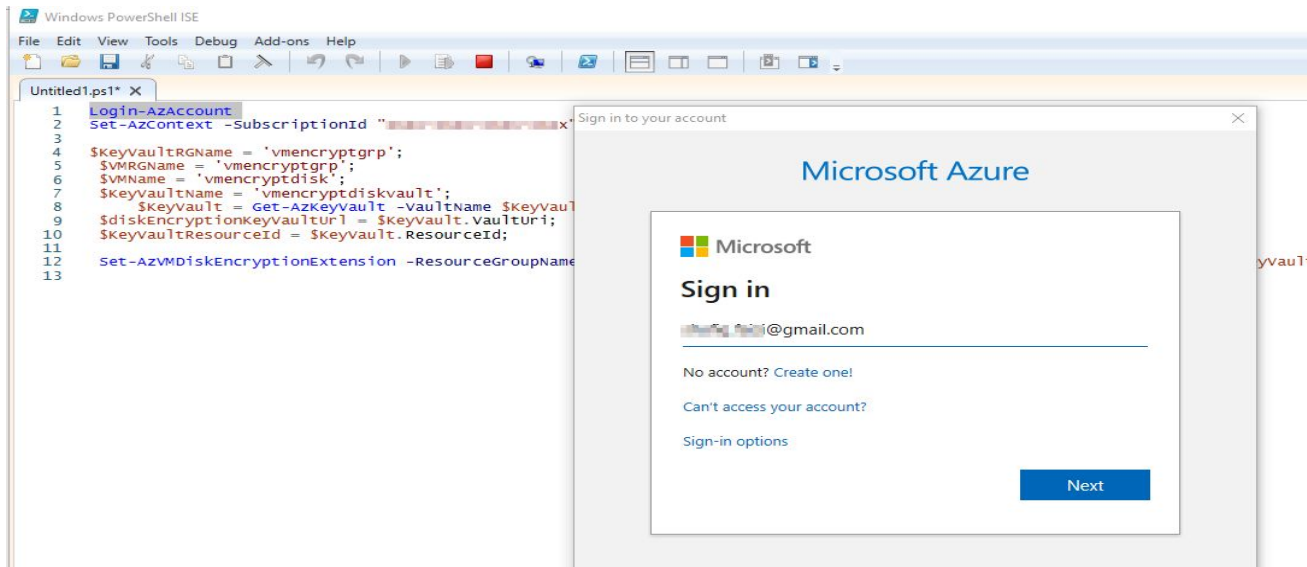 Windows PowerShell ISE
File Edit View Tools Debug Add-ons Help
Untitled1.ps1* X
1 Login-AzAccount
2 Set-AzContext -SubscriptionId "x"
3
4 $KeyVaultRGName = 'vmencryptgrp';
5 $VMRGName = 'vmencryptgrp';
6 $VMName = 'vmencryptdisk';
7 $KeyVaultName = 'vmencryptdiskvault';
8 $KeyVault = Get-AzKeyVault -VaultName $KeyVaul
9 $diskEncryptionKeyVaultUrl = $KeyVault.VaultUri;
10 $KeyVaultResourceId = $KeyVault.ResourceId;
11
12 Set-AzVMDiskEncryptionExtension -ResourceGroupName yVault
13
Sign in to your account
Microsoft Azure
Microsoft
Sign in
@gmail.com
No account? Create one!
Can't access your account?
Sign-in options
Next